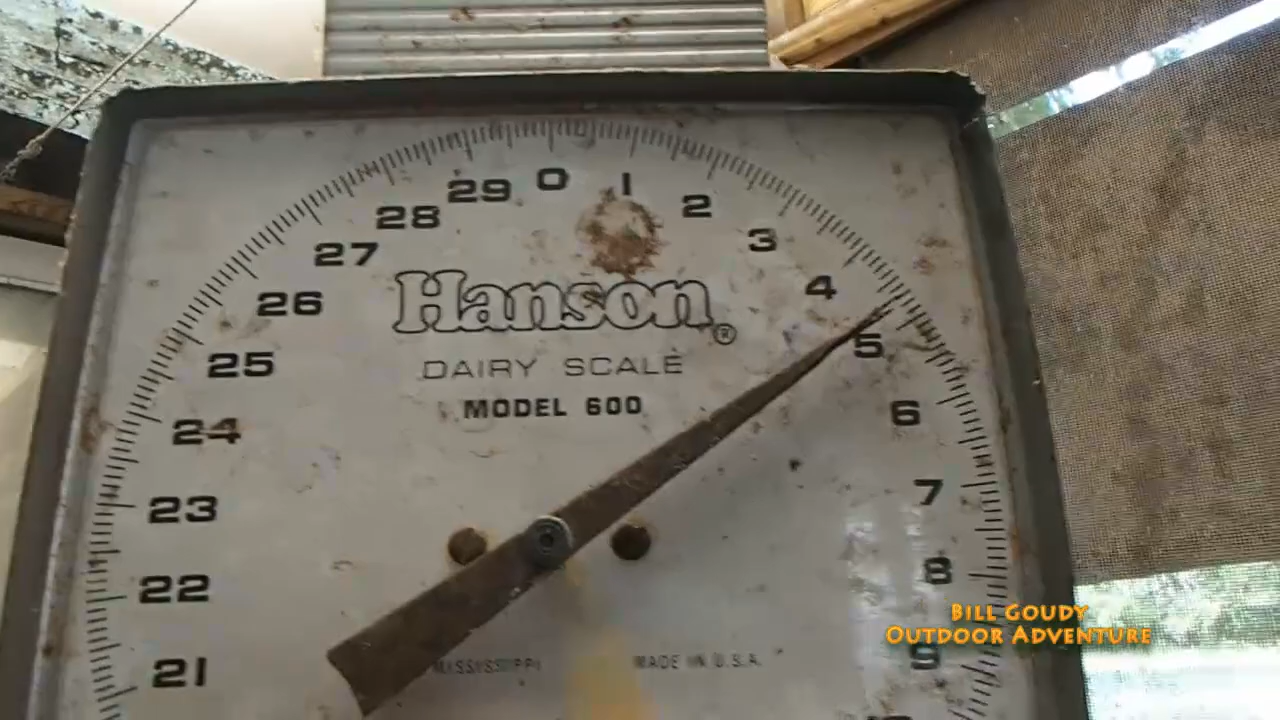 29 0 1
28 2
27 3
26 4
Hanson®
25 5
DAIRY SCALE
24 MODEL 600 6
23 7
22 8
BILL GOUDY
OUTDOOR ADVENTURE
21 MISSISSIPPI MADE IN U.S.A. 9